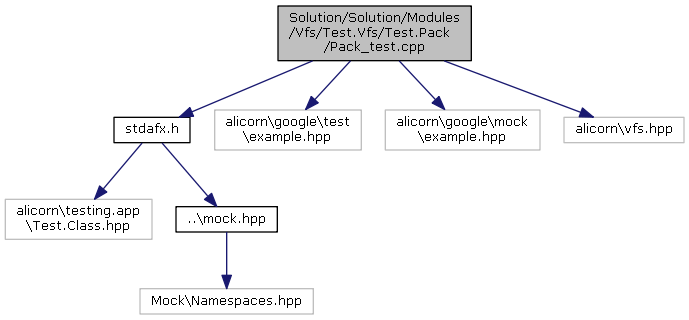 Solution/Solution/Modules
/Vfs/Test.Vfs/Test.Pack
/Pack_test.cpp
stdafx.h
alicorn\google\test
\example.hpp
alicorn\google\mock
\example.hpp
alicorn\vfs.hpp
alicorn\testing.app
\Test.Class.hpp
..\mock.hpp
Mock\Namespaces.hpp